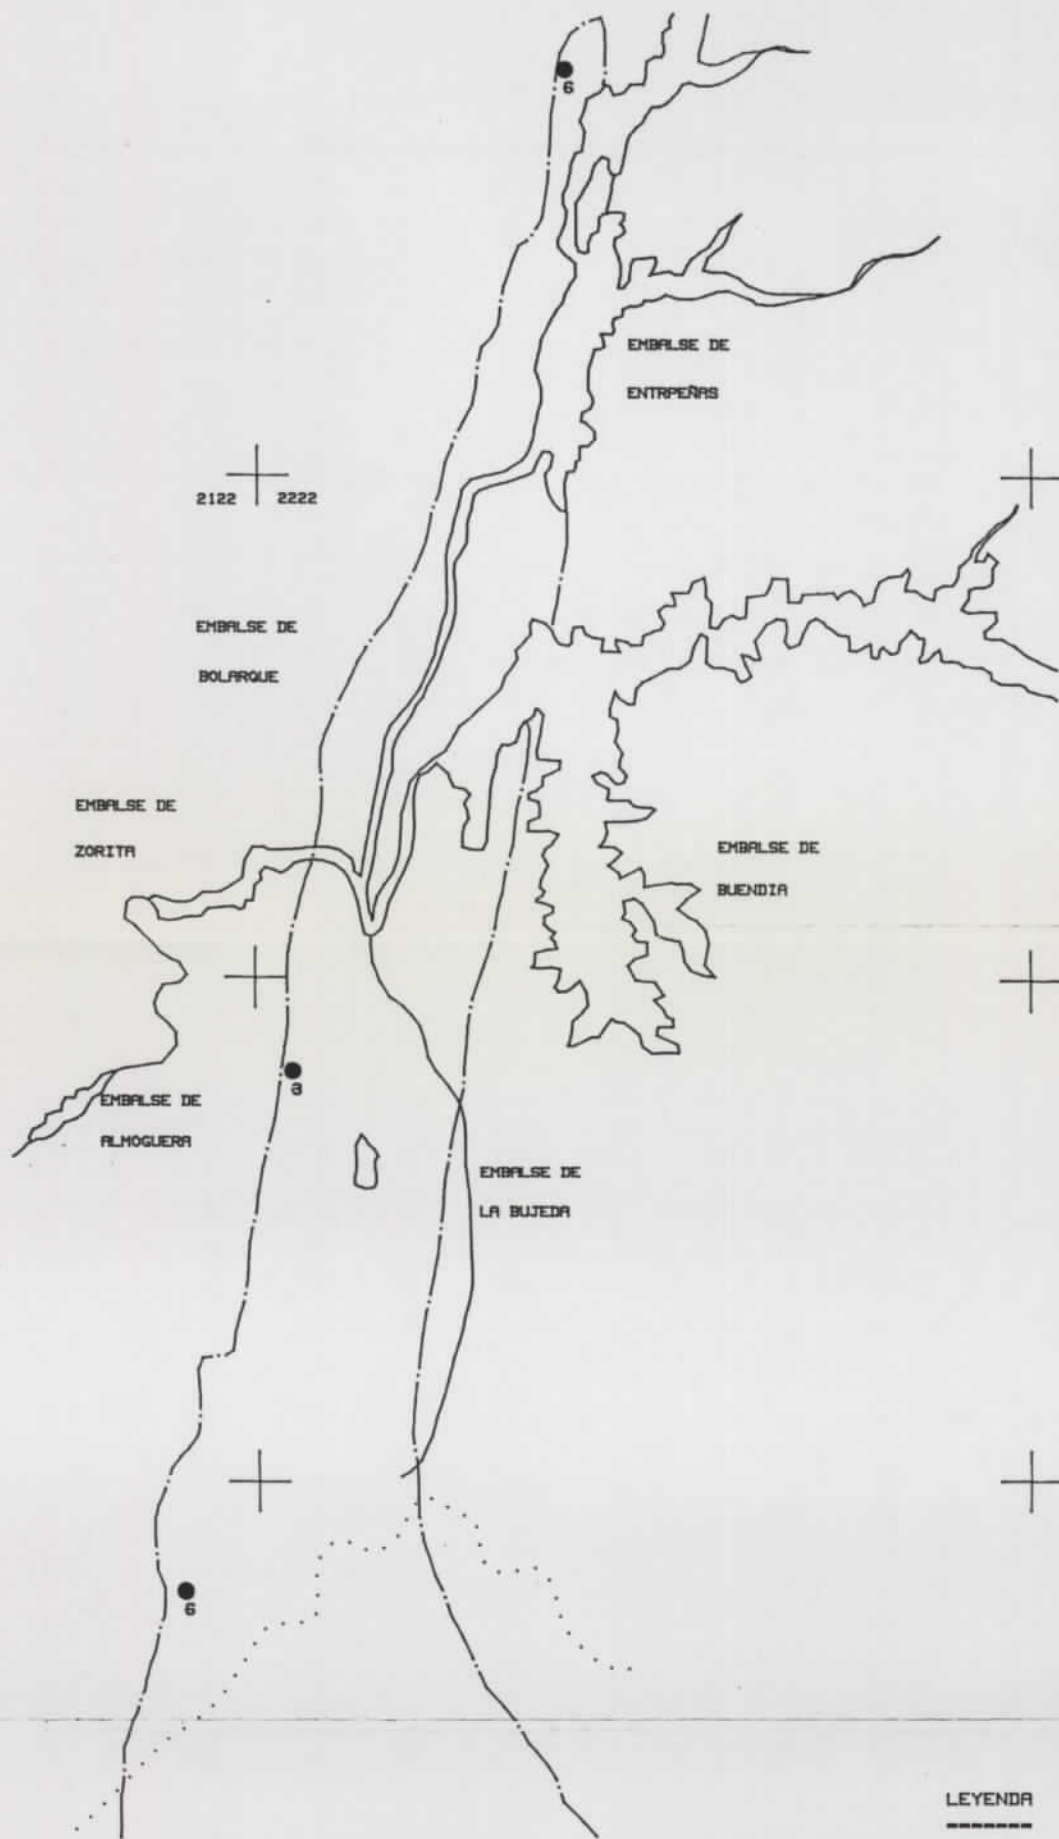 6
EMBALSE DE
ENTRPEÑAS
2122 2222
EMBALSE DE
BOLARQUE
EMBALSE DE
ZORITA
EMBALSE DE
BUENDIA
3
EMBALSE DE
ALMOGUERA
EMBALSE DE
LA BUJEDA
6
LEYENDA